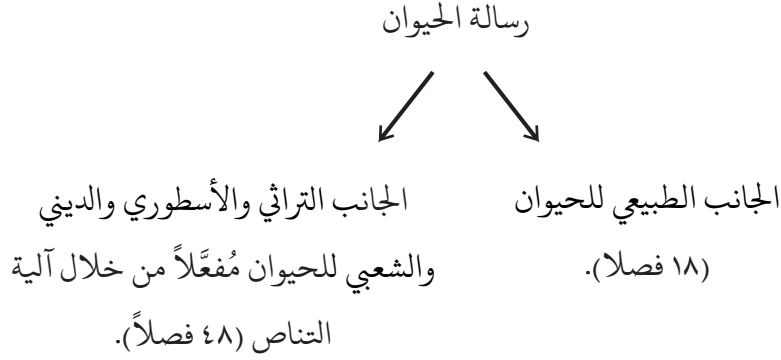 رسالة الحيوان
الجانب الطبيعي للحيوان
(١٨ فصلا).
الجانب التراثي والأسطوري والديني
والشعبي للحيوان مُفعَّلاً من خلال آلية
التناص (٤٨ فصلاً).